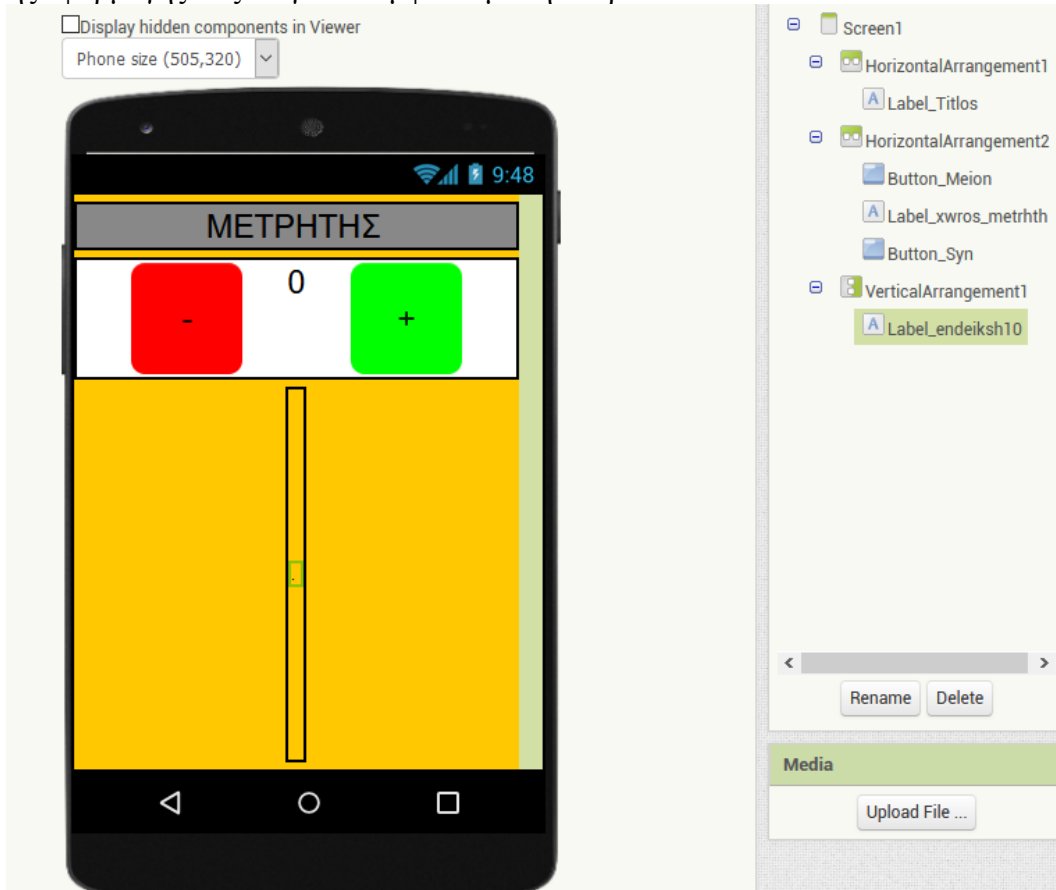 Display hidden components in Viewer
Phone size (505,320)
9:48
ΜΕΤΡΗΤΗΣ
- 0 +
.
Screen1
HorizontalArrangement1
Label_Titlos
HorizontalArrangement2
Button_Meion
Label_xwros_metrhth
Button_Syn
VerticalArrangement1
Label_endeiksh10
Rename Delete
Media
Upload File ...